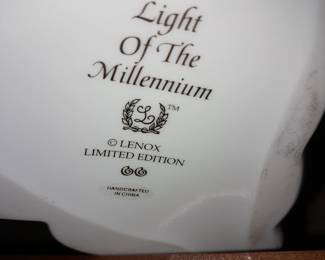 Light
Of The
Millennium
L ™
© LENOX
LIMITED EDITION
HANDCRAFTED
IN CHINA